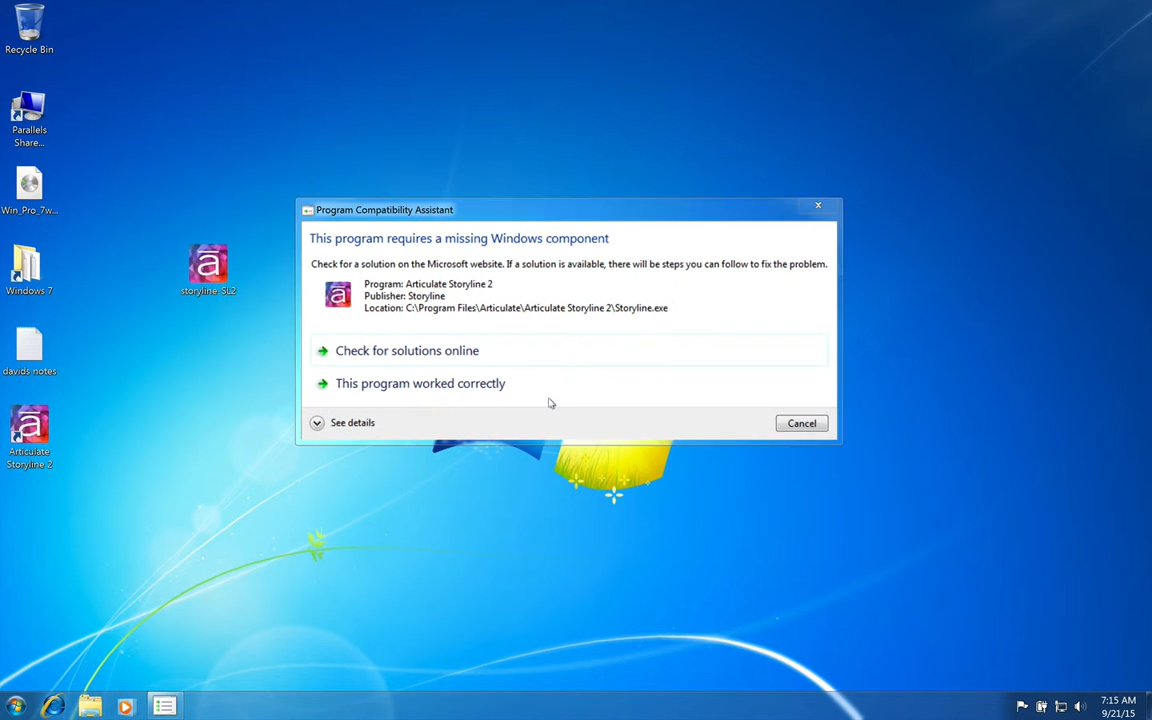 Recycle Bin
Parallels
Share...
Win_Pro_7w...
Windows 7
davids notes
Articulate
Storyline 2
storyline-SL2
Program Compatibility Assistant
This program requires a missing Windows component
Check for a solution on the Microsoft website. If a solution is available, there will be steps you can follow to fix the problem.
Program: Articulate Storyline 2
Publisher: Storyline
Location: C:\Program Files\Articulate\Articulate Storyline 2\Storyline.exe
Check for solutions online
This program worked correctly
See details
Cancel
7:15 AM
9/21/15